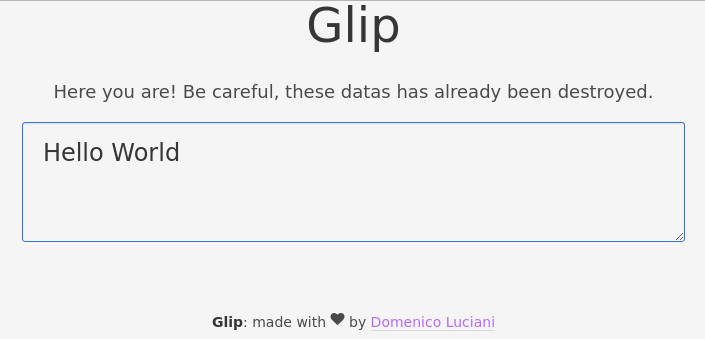 Glip
Here you are! Be careful, these datas has already been destroyed.
Hello World
Glip: made with ♥ by Domenico Luciani